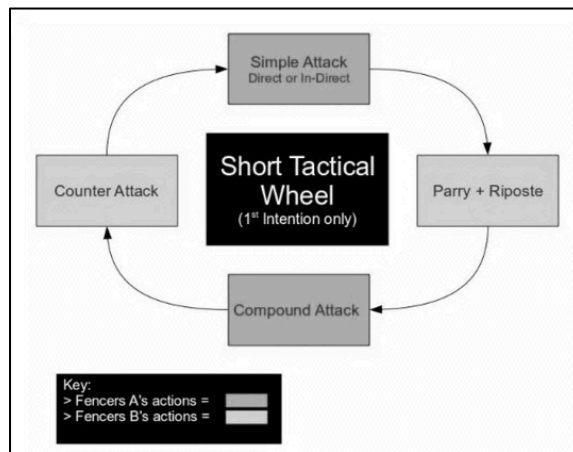 Simple Attack
Direct or In-Direct
Counter Attack
Short Tactical
Wheel
(1st Intention only)
Parry + Riposte
Compound Attack
Key:
> Fencers A's actions =
> Fencers B's actions =